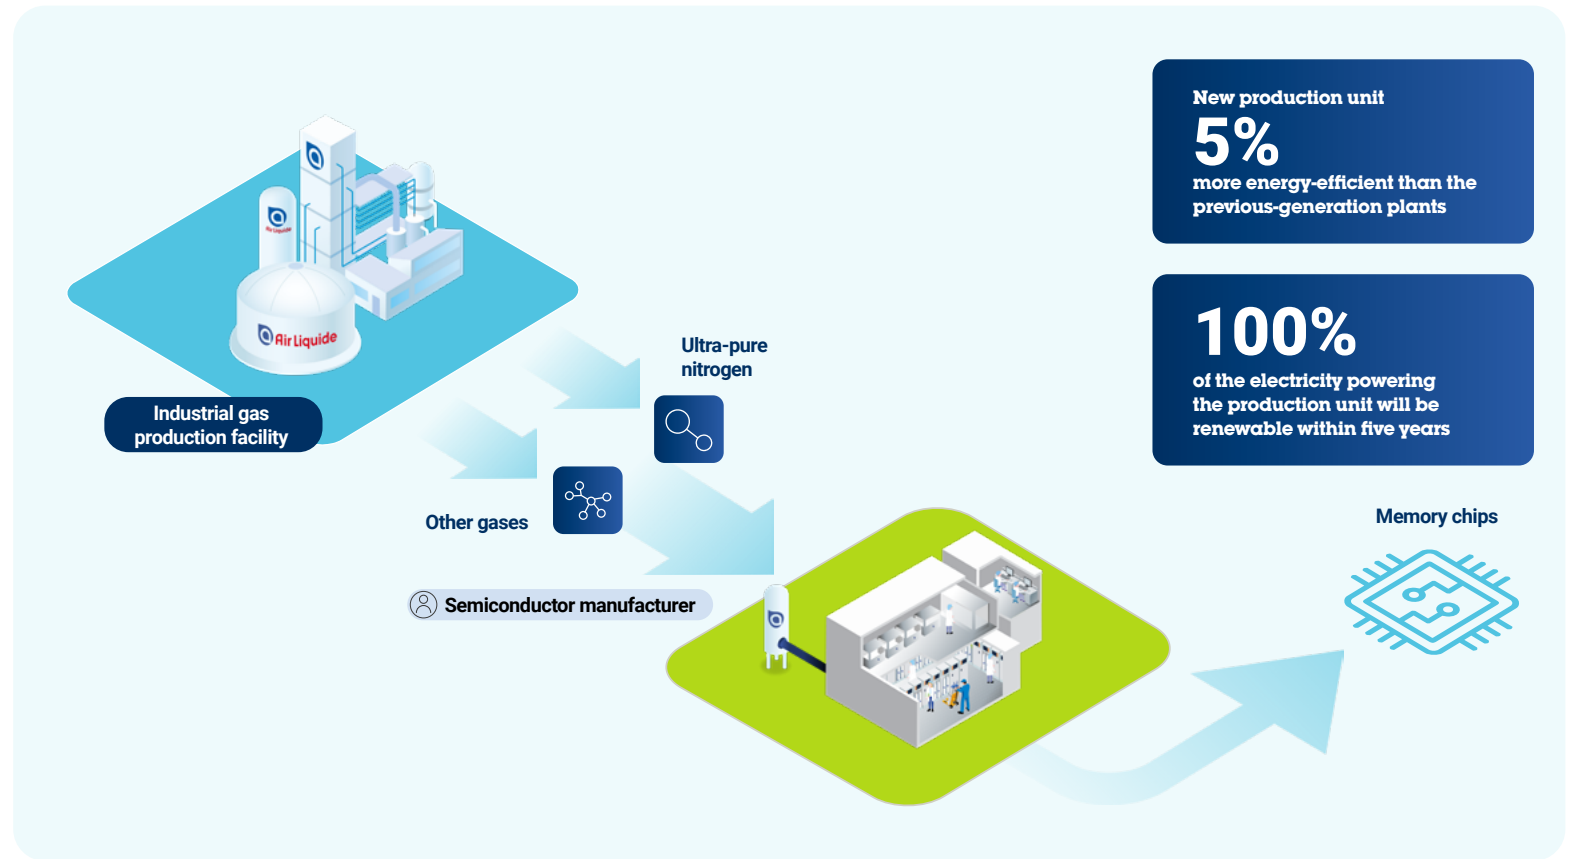 New production unit
5%
more energy-efficient than the
previous-generation plants
Air Liquide
Air Liquide
100%
of the electricity powering
the production unit will be
renewable within five years
Ultra-pure
nitrogen
Industrial gas
production facility
Other gases
Memory chips
Semiconductor manufacturer